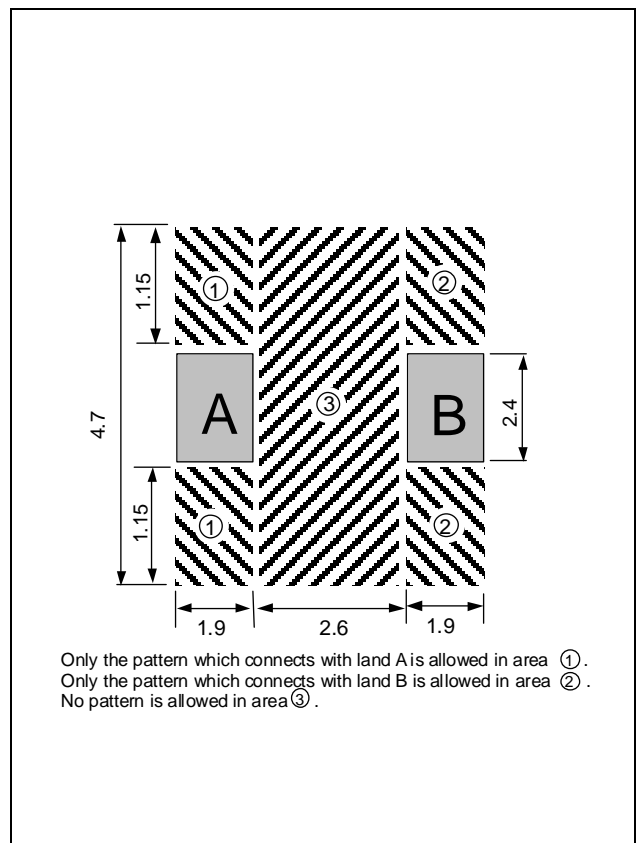 1.15
①
②
4.7
A
③
B
2.4
1.15
①
②
1.9
2.6
1.9
Only the pattern which connects with land A is allowed in area ①.
Only the pattern which connects with land B is allowed in area ②.
No pattern is allowed in area ③.